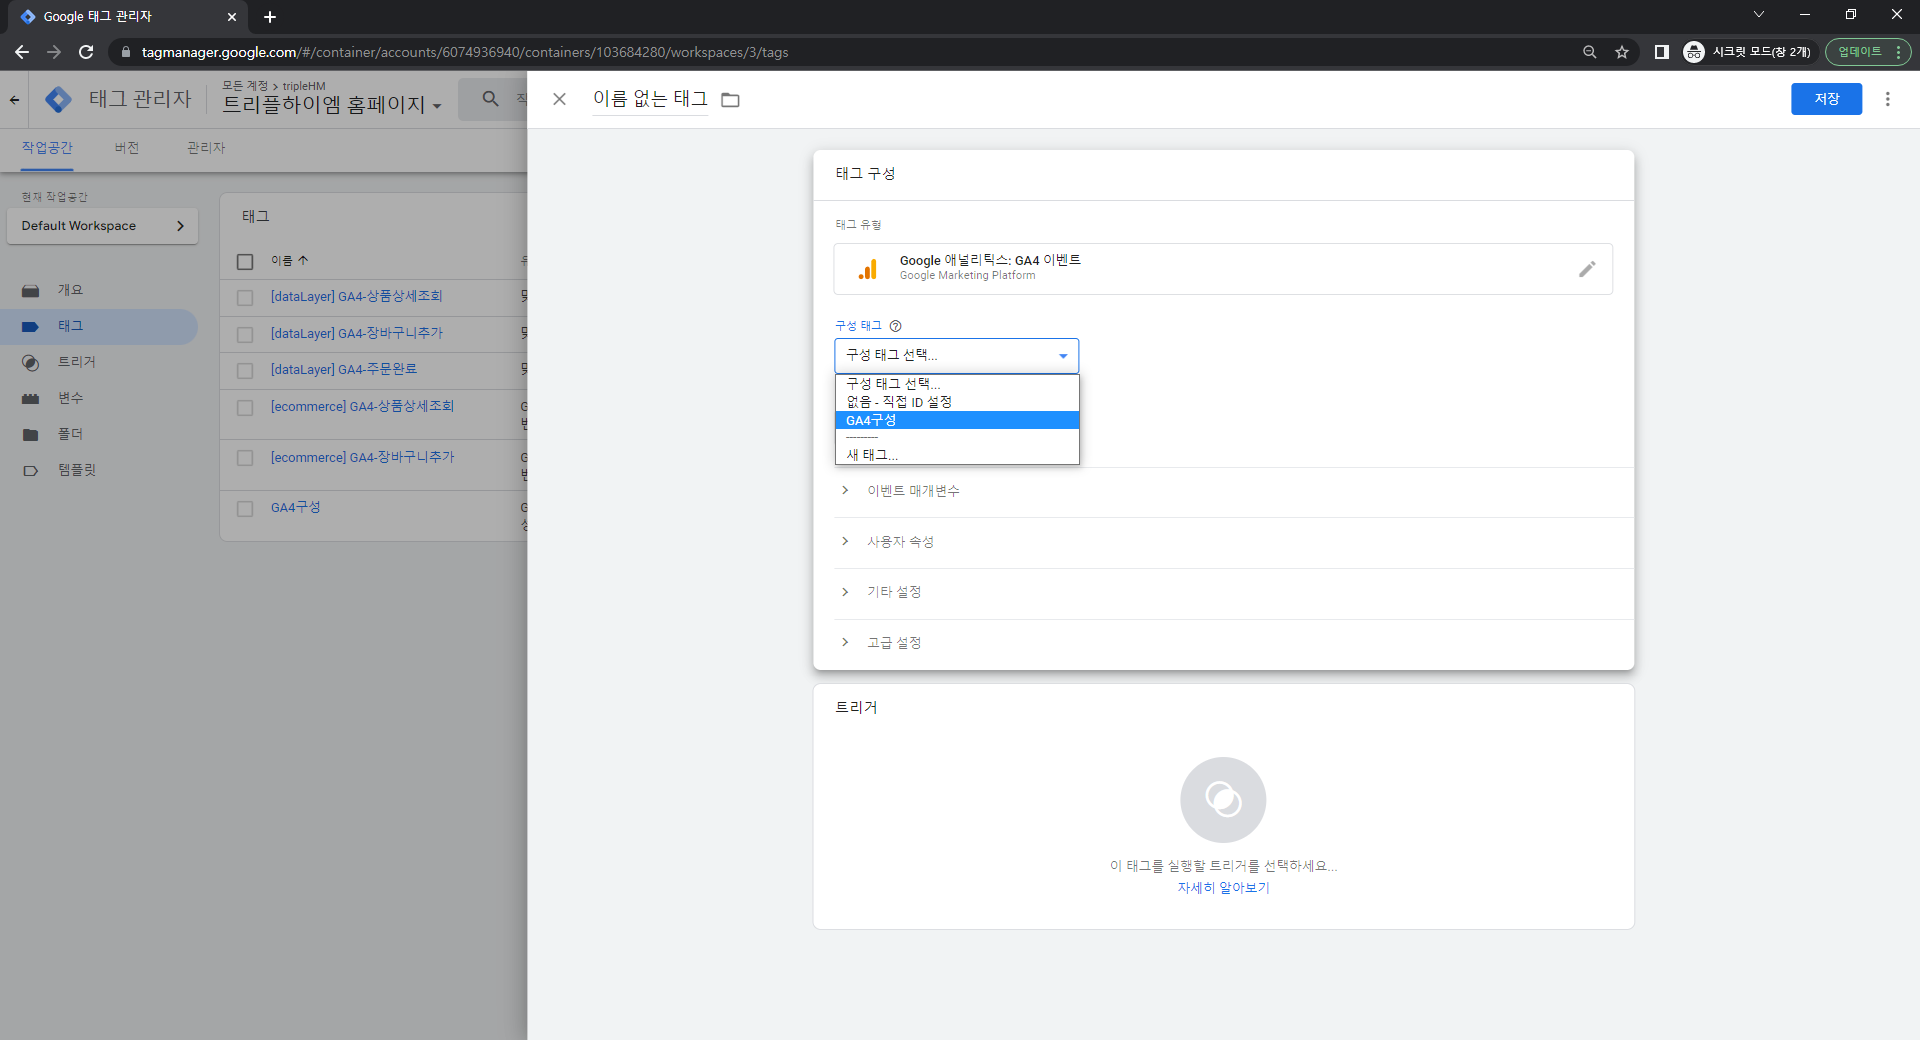 Google 태그 관리자
tagmanager.google.com/#/container/accounts/6074936940/containers/103684280/workspaces/3/tags
시크릿 모드(창 2개)
업데이트
태그 관리자
모든 계정 > tripleHM
트리플하이엠 홈페이지
이름 없는 태그
저장
작업공간
버전
관리자
현재 작업공간
Default Workspace
개요
태그
트리거
변수
폴더
템플릿
태그
이름
[dataLayer] GA4-상품상세조회
[dataLayer] GA4-장바구니추가
[dataLayer] GA4-주문완료
[ecommerce] GA4-상품상세조회
[ecommerce] GA4-장바구니추가
GA4구성
태그 구성
태그 유형
Google 애널리틱스: GA4 이벤트
Google Marketing Platform
구성 태그
구성 태그 선택...
구성 태그 선택...
없음 - 직접 ID 설정
GA4구성
---------
새 태그...
이벤트 매개변수
사용자 속성
기타 설정
고급 설정
트리거
이 태그를 실행할 트리거를 선택하세요...
자세히 알아보기